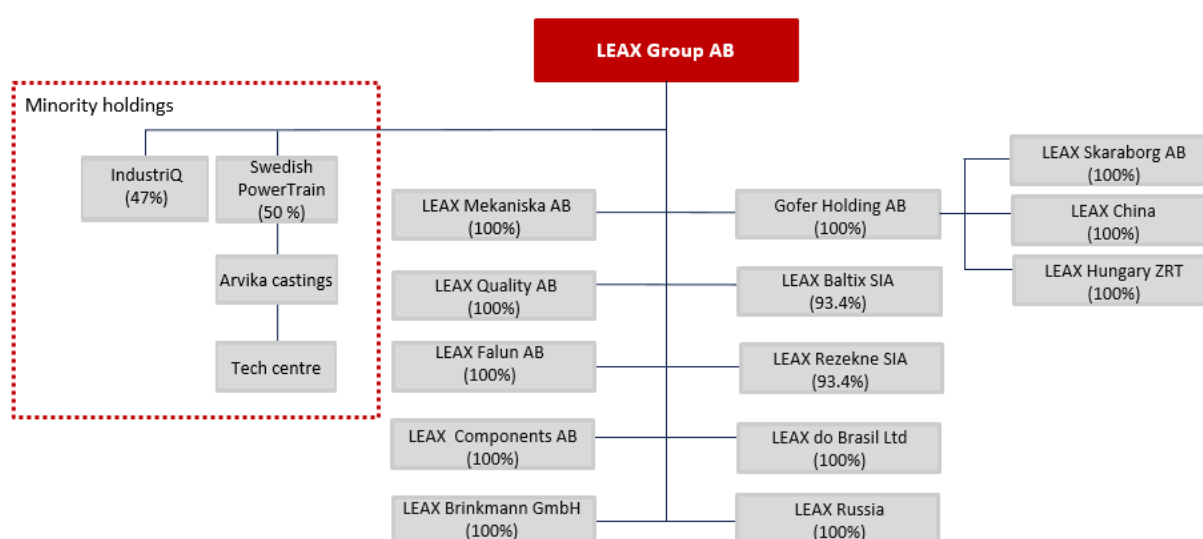 LEAX Group AB
Minority holdings
IndustriQ
(47%)
Swedish
PowerTrain
(50 %)
Arvika castings
Tech centre
LEAX Mekaniska AB
(100%)
LEAX Quality AB
(100%)
LEAX Falun AB
(100%)
LEAX  Components AB
(100%)
LEAX Brinkmann GmbH
(100%)
Gofer Holding AB
(100%)
LEAX Baltix SIA
(93.4%)
LEAX Rezekne SIA
(93.4%)
LEAX do Brasil Ltd
(100%)
LEAX Russia
(100%)
LEAX Skaraborg AB
(100%)
LEAX China
(100%)
LEAX Hungary ZRT
(100%)